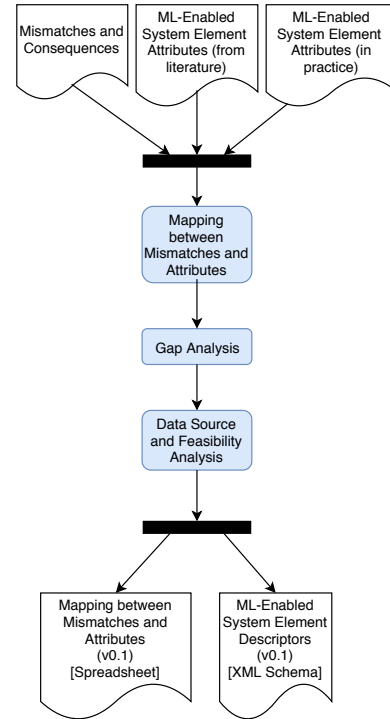 Mismatches and
Consequences
ML-Enabled
System Element
Attributes (from
literature)
ML-Enabled
System Element
Attributes (in
practice)
Mapping
between
Mismatches and
Attributes
Gap Analysis
Data Source
and Feasibility
Analysis
Mapping between
Mismatches and
Attributes
(v0.1)
[Spreadsheet]
ML-Enabled
System Element
Descriptors
(v0.1)
[XML Schema]